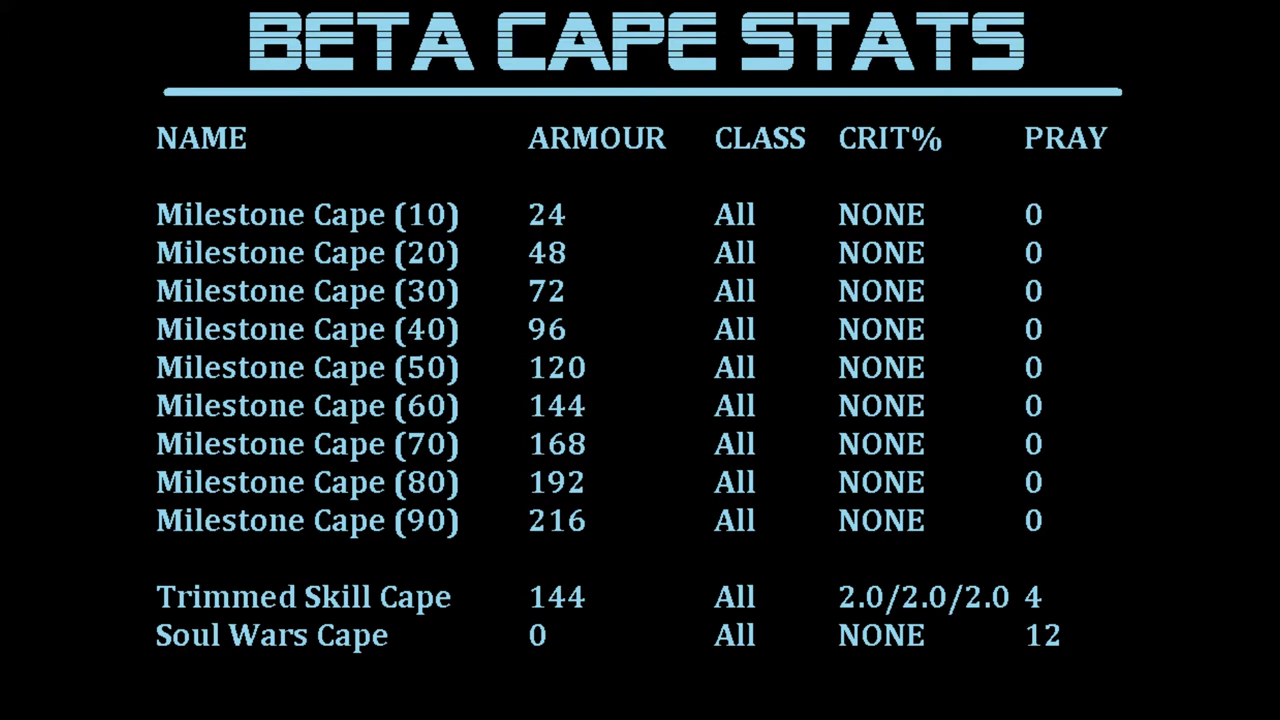 BETA CAPE STATS
NAME ARMOUR CLASS CRIT% PRAY
Milestone Cape (10) 24 All NONE 0
Milestone Cape (20) 48 All NONE 0
Milestone Cape (30) 72 All NONE 0
Milestone Cape (40) 96 All NONE 0
Milestone Cape (50) 120 All NONE 0
Milestone Cape (60) 144 All NONE 0
Milestone Cape (70) 168 All NONE 0
Milestone Cape (80) 192 All NONE 0
Milestone Cape (90) 216 All NONE 0
Trimmed Skill Cape 144 All 2.0/2.0/2.0 4
Soul Wars Cape 0 All NONE 12